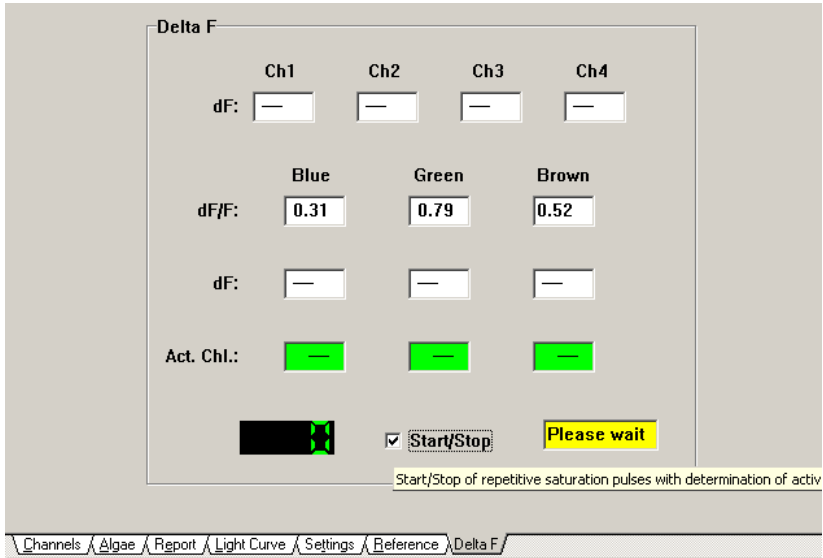 Delta F
Ch1 Ch2 Ch3 Ch4
dF: — — — —
Blue Green Brown
dF/F: 0.31 0.79 0.52
dF: — — —
Act. Chl.: — — —
0 Start/Stop Please wait
Start/Stop of repetitive saturation pulses with determination of activ
Channels Algae Report Light Curve Settings Reference Delta F